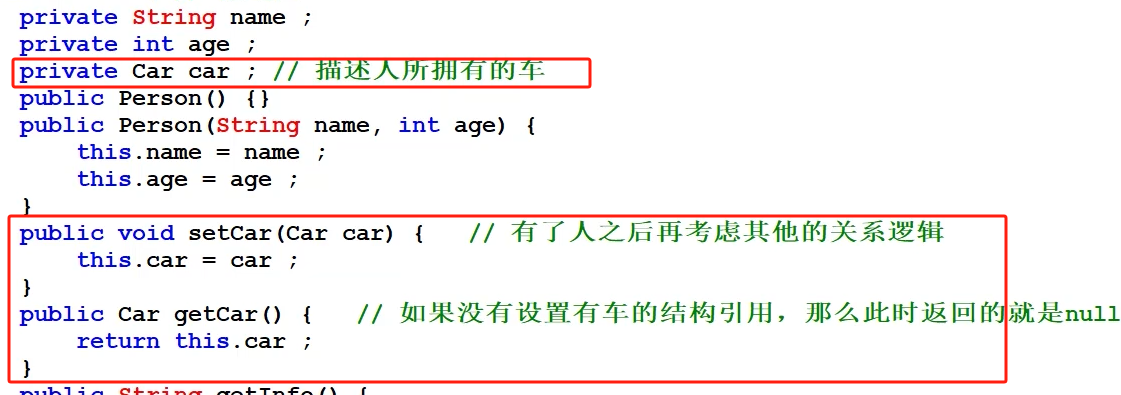 private String name ;
private int age ;
private Car car ; // 描述人所拥有的车
public Person() {}
public Person(String name, int age) {
    this.name = name ;
    this.age = age ;
}
public void setCar(Car car) {   // 有了人之后再考虑其他的关系逻辑
    this.car = car ;
}
public Car getCar() {   // 如果没有设置有车的结构引用，那么此时返回的就是null
    return this.car ;
}
public String getInfo() {